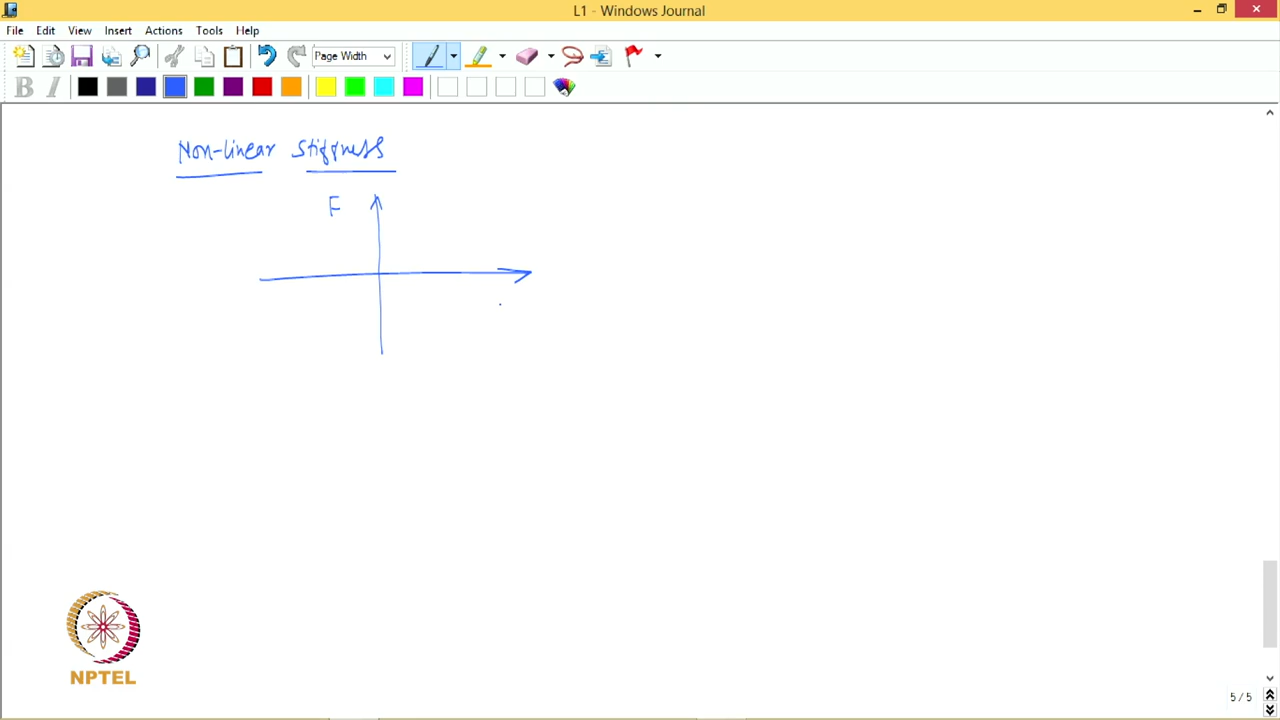 L1 - Windows Journal
File Edit View Insert Actions Tools Help
Page Width
B I
Non-linear Stiffness
F
NPTEL
5 / 5